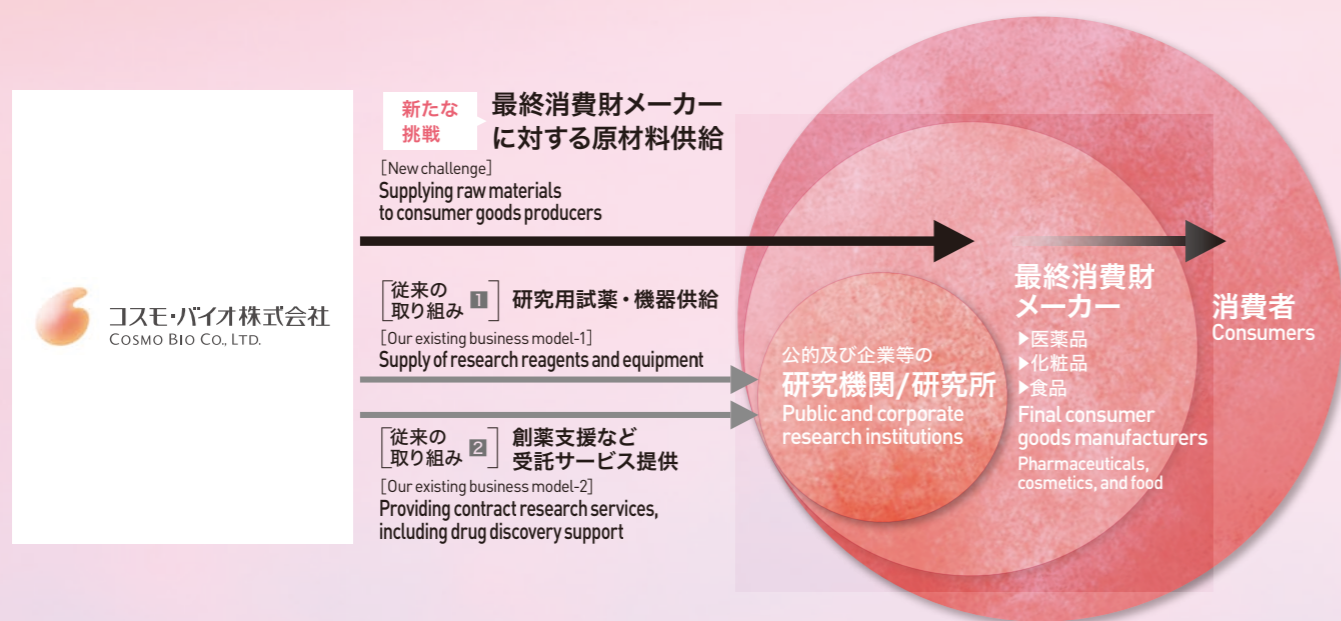 コスモ・バイオ株式会社
COSMO BIO CO., LTD.
新たな
挑戦
最終消費財メーカー
に対する原材料供給
[New challenge]
Supplying raw materials
to consumer goods producers
従来の
取り組み 1
研究用試薬・機器供給
[Our existing business model-1]
Supply of research reagents and equipment
従来の
取り組み 2
創薬支援など
受託サービス提供
[Our existing business model-2]
Providing contract research services,
including drug discovery support
公的及び企業等の
研究機関/研究所
Public and corporate
research institutions
最終消費財
メーカー
▶医薬品
▶化粧品
▶食品
Final consumer
goods manufacturers
Pharmaceuticals,
cosmetics, and food
消費者
Consumers